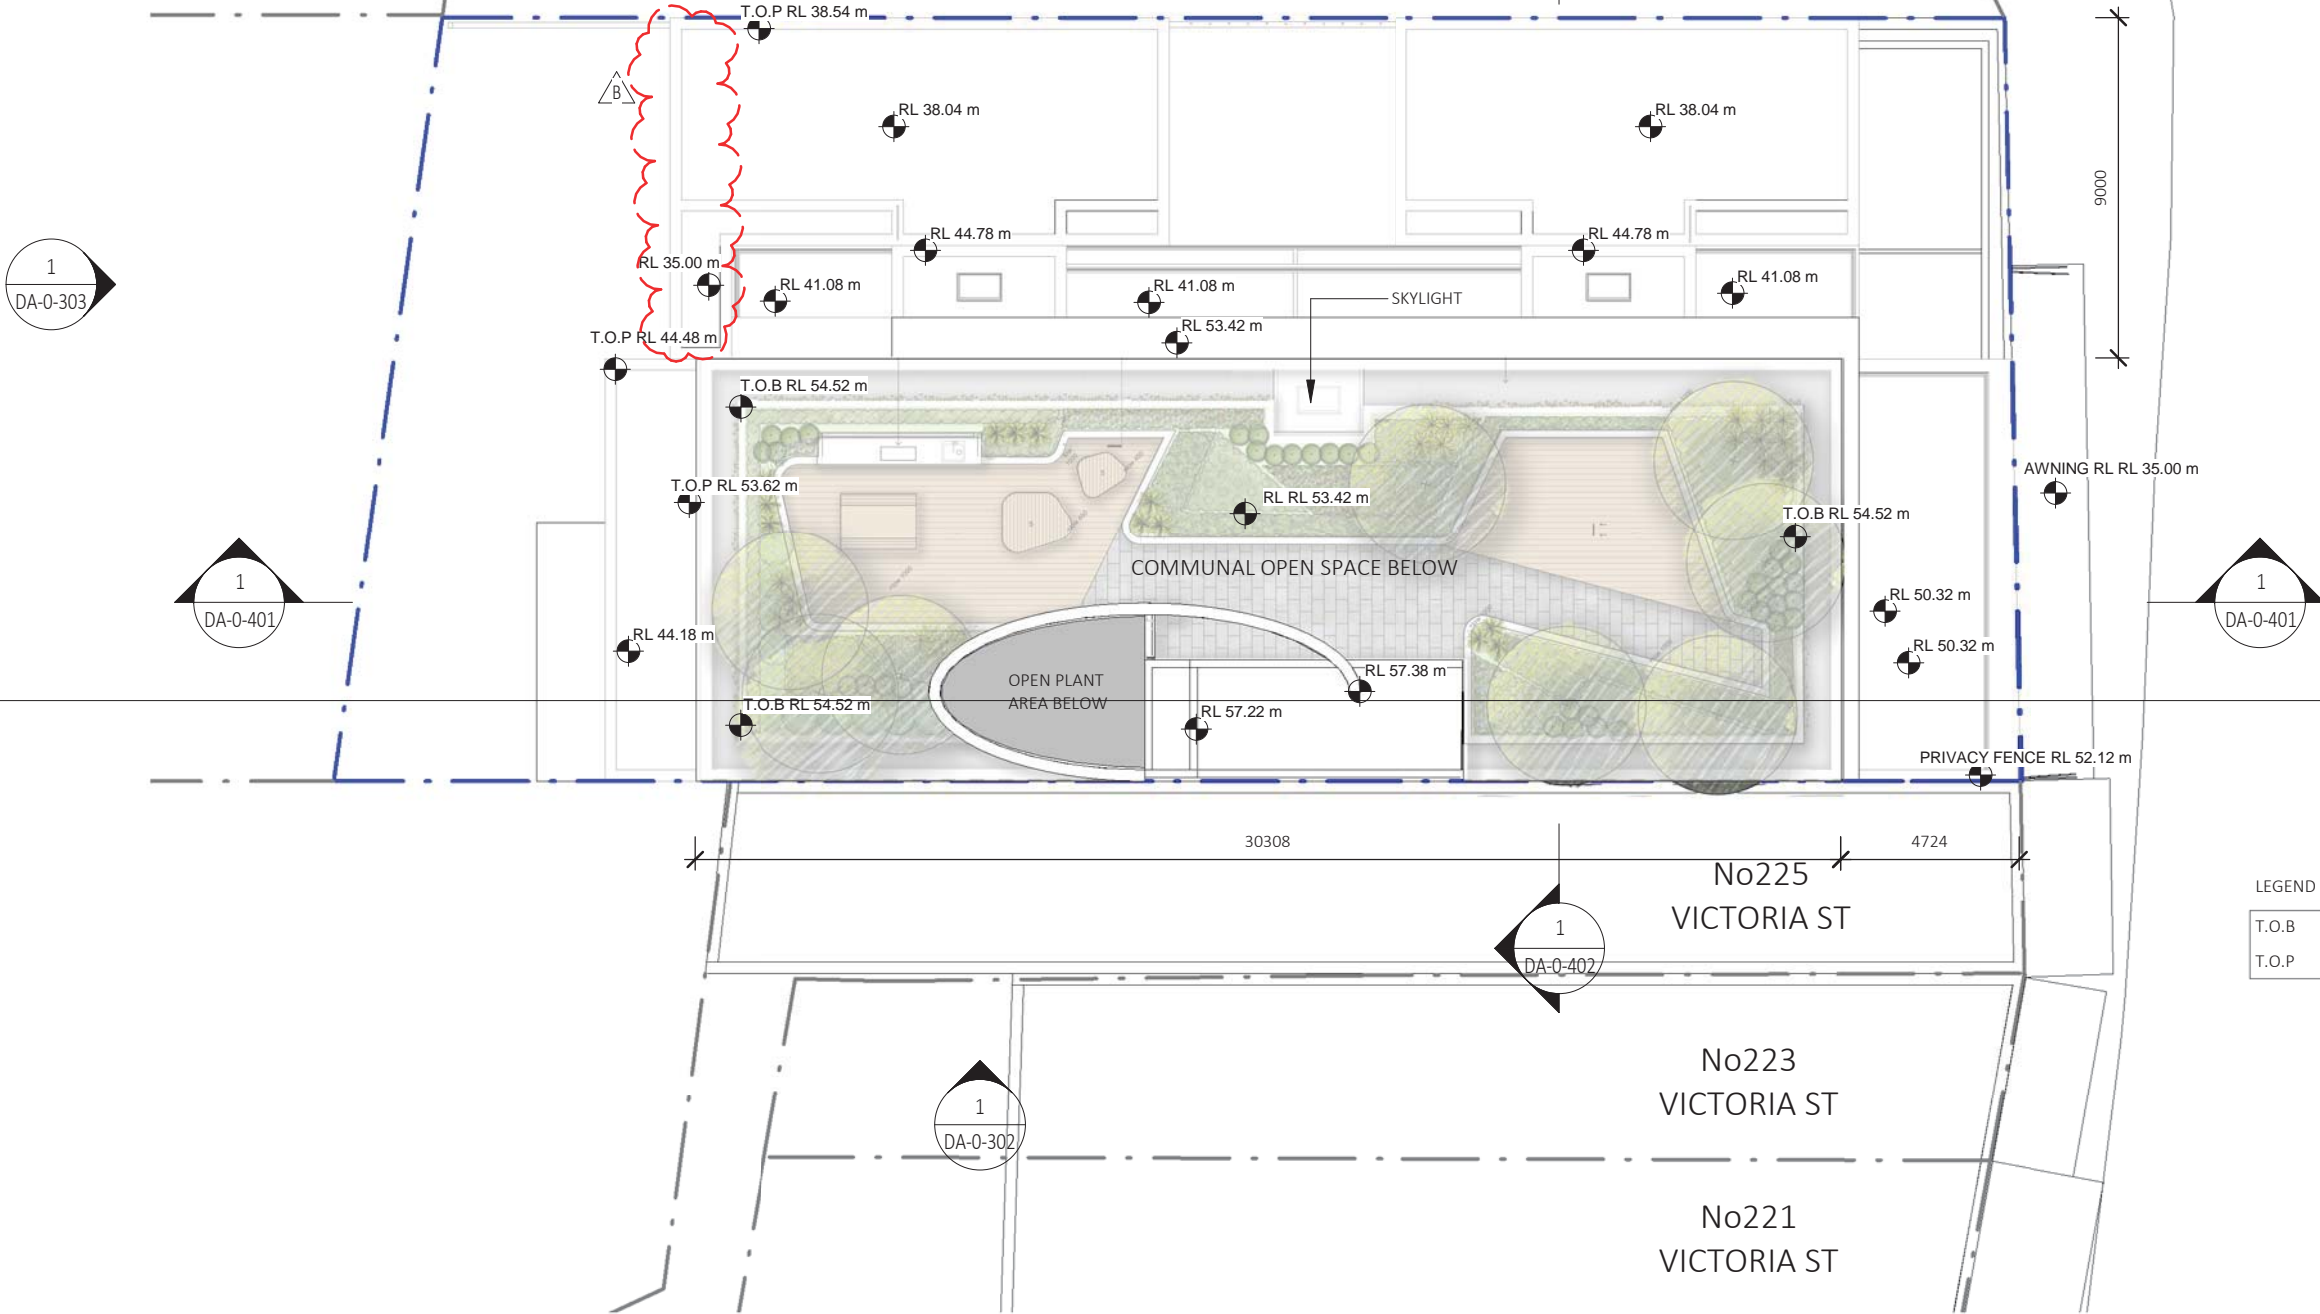 T.O.P RL 38.54 m
B
RL 38.04 m
RL 38.04 m
9000
RL 44.78 m
RL 44.78 m
1
DA-0-303
RL 35.00 m
RL 41.08 m
RL 41.08 m
RL 41.08 m
SKYLIGHT
RL 53.42 m
T.O.P RL 44.48 m
T.O.B RL 54.52 m
AWNING RL RL 35.00 m
T.O.P RL 53.62 m
RL RL 53.42 m
T.O.B RL 54.52 m
COMMUNAL OPEN SPACE BELOW
1
DA-0-401
1
DA-0-401
RL 50.32 m
RL 44.18 m
RL 50.32 m
OPEN PLANT
AREA BELOW
RL 57.38 m
T.O.B RL 54.52 m
RL 57.22 m
PRIVACY FENCE RL 52.12 m
30308
4724
No225
VICTORIA ST
LEGEND
T.O.B
T.O.P
1
DA-0-402
No223
VICTORIA ST
1
DA-0-302
No221
VICTORIA ST